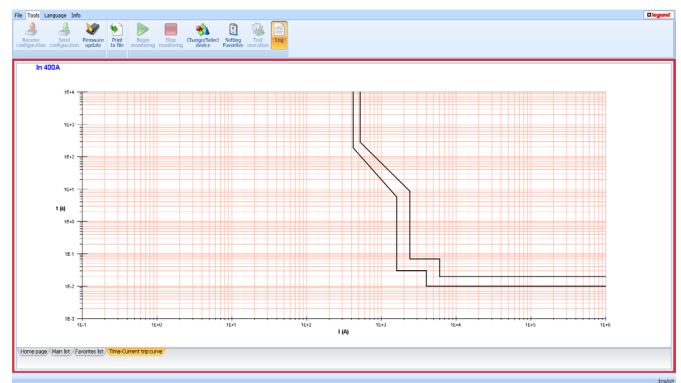 File Tools Language Info
legrand
Receive configuration
Send configuration
Firmware update
Print to file
Begin monitoring
Stop monitoring
Change/Select device
Setting Favorites
Test execution
Log
In 400A
1E+4
1E+3
1E+2
1E+1
t (A)
1E+0
1E-1
1E-2
1E-3
1E-1 1E+0 1E+1 1E+2 1E+3 1E+4 1E+5 1E+6
I (A)
Home page Main list Favorites list Time-Current trip curve
English